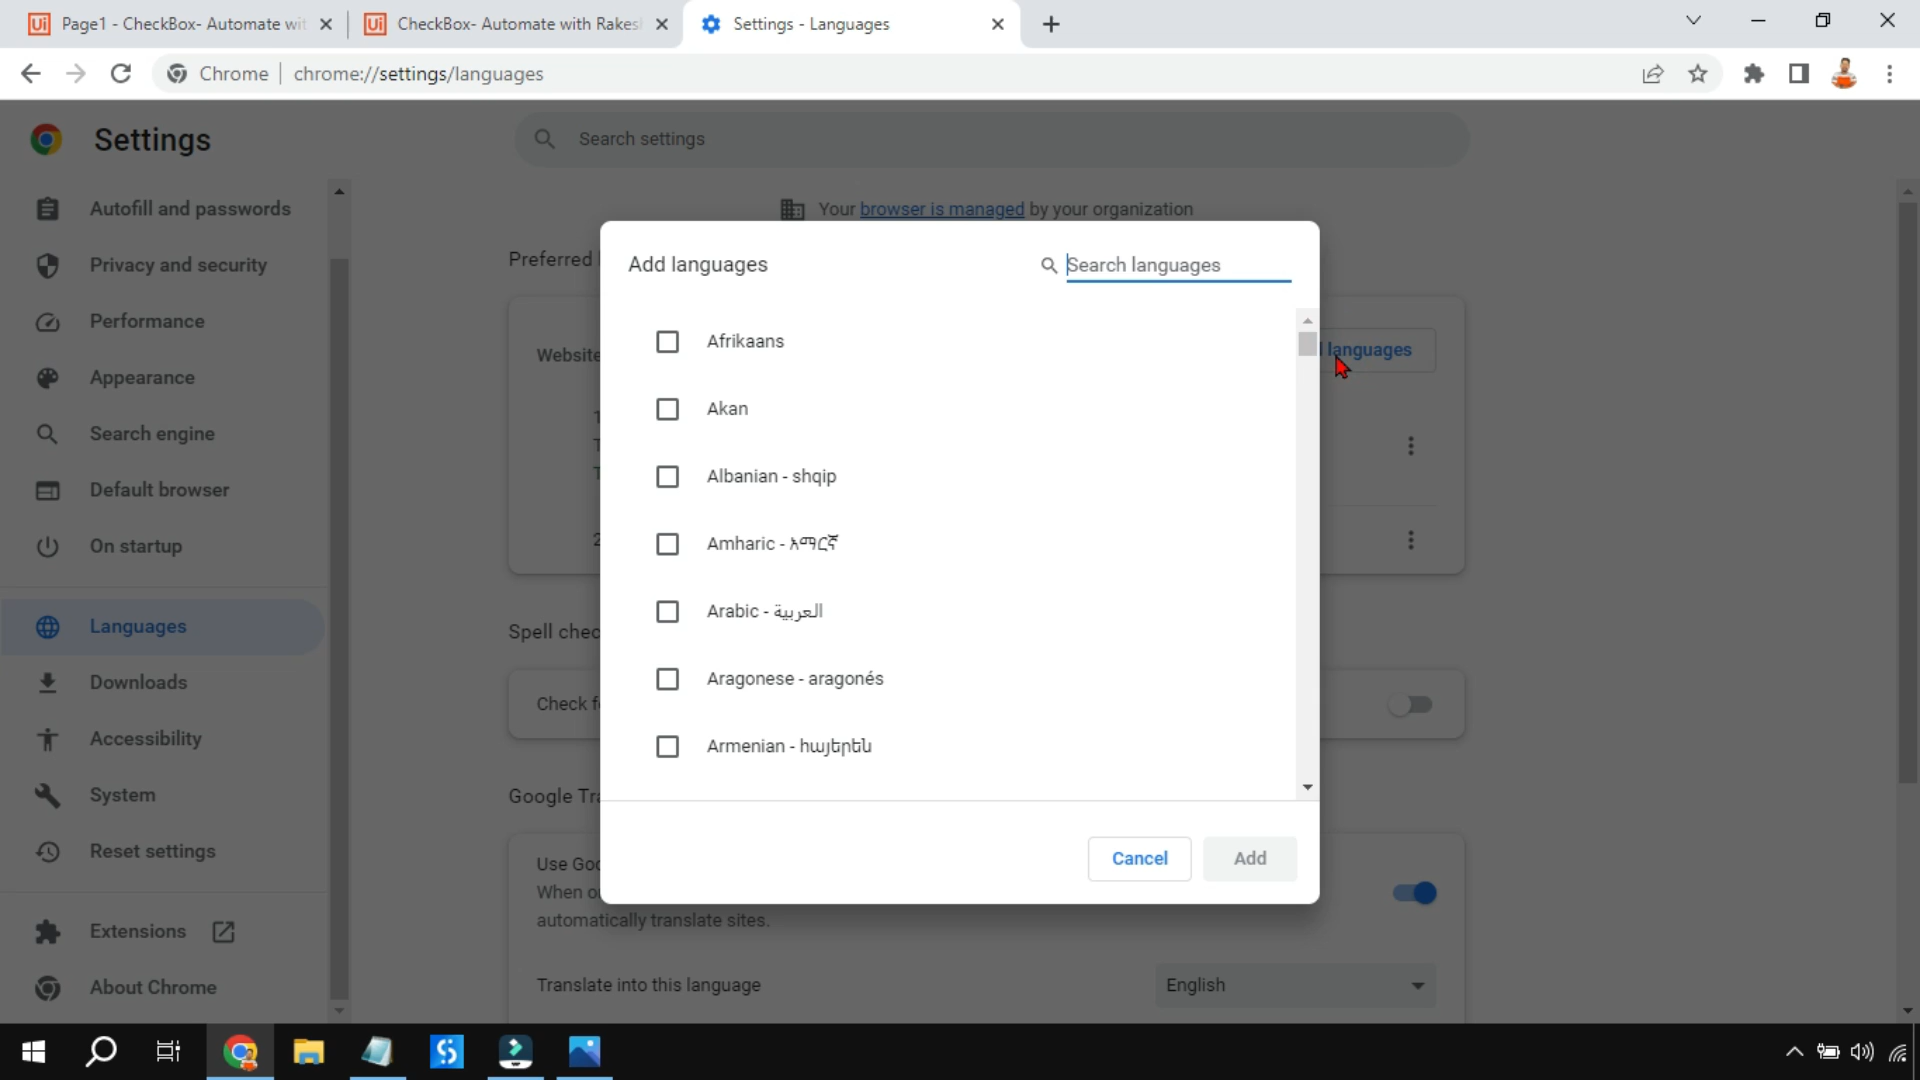 Page1 - CheckBox- Automate wit
CheckBox- Automate with Rakes
Settings - Languages
Chrome
chrome://settings/languages
Settings
Search settings
Autofill and passwords
Privacy and security
Performance
Appearance
Search engine
Default browser
On startup
Languages
Downloads
Accessibility
System
Reset settings
Extensions
About Chrome
Your browser is managed by your organization
Preferred
Website
languages
Spell chec
Check f
Google Tra
Use Goo
When o
automatically translate sites.
Translate into this language
English
Add languages
Search languages
Afrikaans
Akan
Albanian - shqip
Amharic - አማርኛ
Arabic - العربية
Aragonese - aragonés
Armenian - հայերեն
Cancel
Add